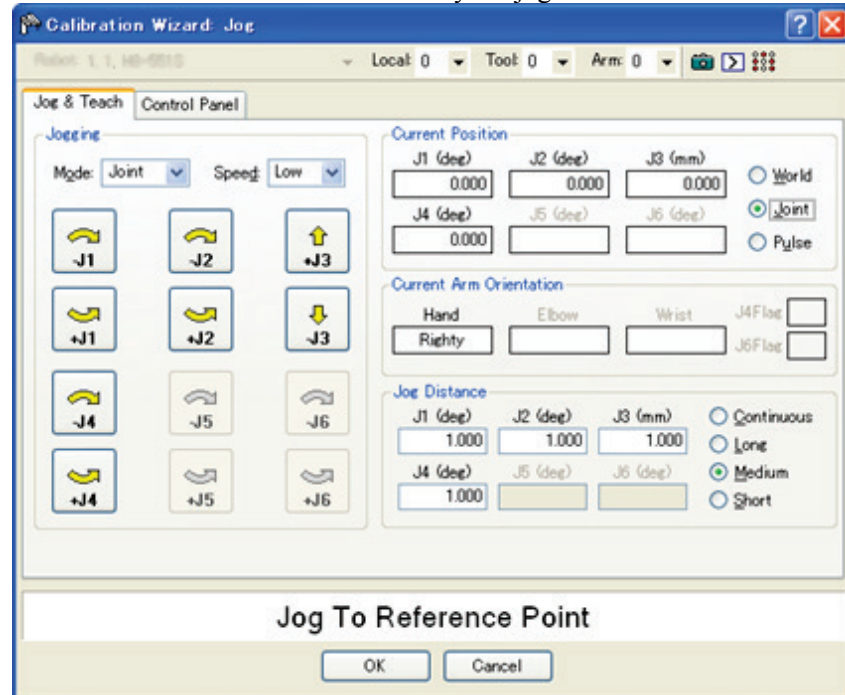 Calibration Wizard: Jog
Robot: 1, 1, Local: 0 Tool: 0 Arm: 0
Jog & Teach Control Panel
Jogging
Mode: Joint Speed: Low
-J1 -J2 +J3
+J1 +J2 -J3
-J4 -J5 -J6
+J4 +J5 +J6
Current Position
J1 (deg) J2 (deg) J3 (mm)
0.000 0.000 0.000
J4 (deg) J5 (deg) J6 (deg)
0.000
World
Joint
Pulse
Current Arm Orientation
Hand Elbow Wrist J4Flag
Righty J6Flag
Jog Distance
J1 (deg) J2 (deg) J3 (mm)
1.000 1.000 1.000
J4 (deg) J5 (deg) J6 (deg)
1.000
Continuous
Long
Medium
Short
Jog To Reference Point
OK Cancel